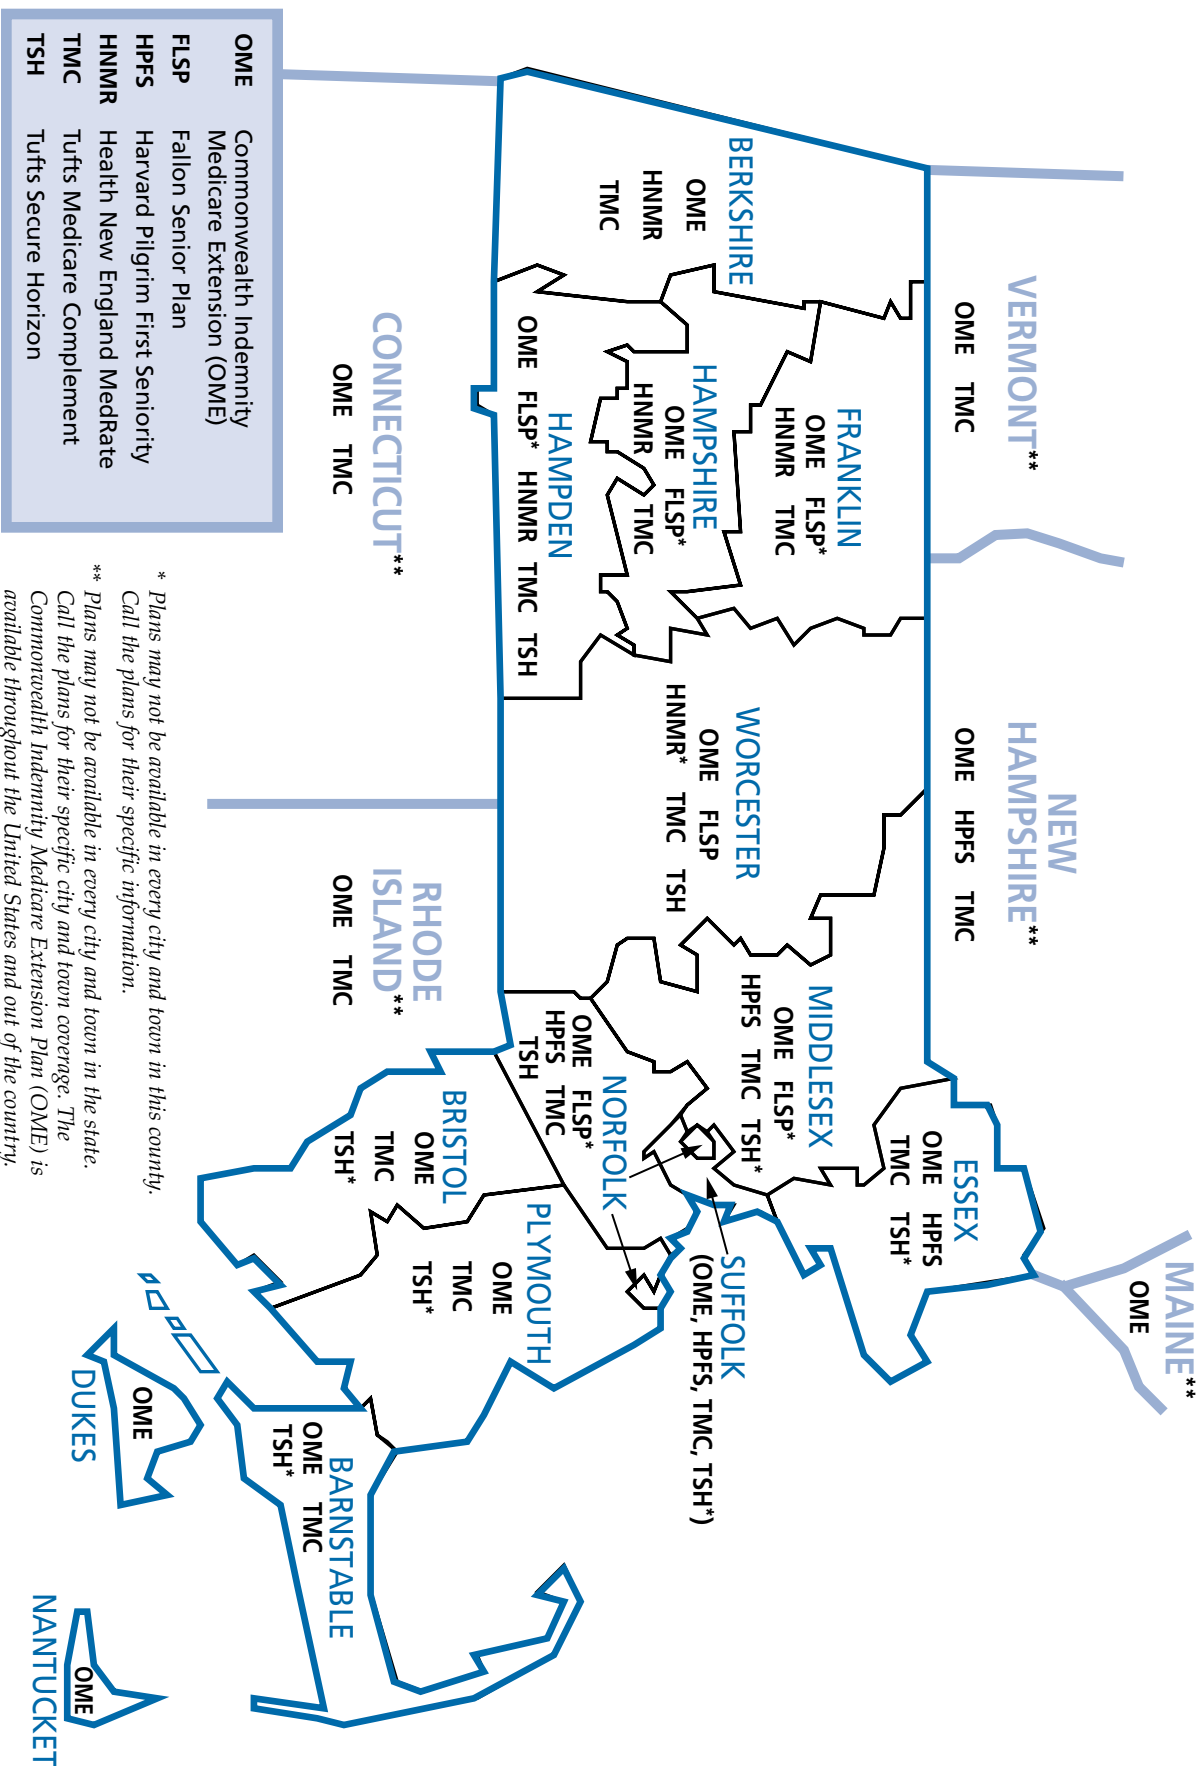 VERMONT**
OME TMC
NEW
HAMPSHIRE**
OME HPFS TMC
MAINE**
OME
BERKSHIRE
OME
HNMR
TMC
FRANKLIN
OME FLSP*
HNMR TMC
HAMPSHIRE
OME FLSP*
HNMR TMC
HAMPDEN
OME FLSP* HNMR TMC TSH
WORCESTER
OME FLSP
HNMR* TMC TSH
MIDDLESEX
OME FLSP*
HPFS TMC TSH*
ESSEX
OME HPFS
TMC TSH*
SUFFOLK
(OME, HPFS, TMC, TSH*)
NORFOLK
OME FLSP*
HPFS TMC
TSH
BRISTOL
OME
TMC
TSH*
PLYMOUTH
OME
TMC
TSH*
BARNSTABLE
OME TMC
TSH*
DUKES
OME
NANTUCKET
OME
CONNECTICUT**
OME TMC
RHODE
ISLAND**
OME TMC
OME Commonwealth Indemnity
Medicare Extension (OME)
FLSP Fallon Senior Plan
HPFS Harvard Pilgrim First Seniority
HNMR Health New England MedRate
TMC Tufts Medicare Complement
TSH Tufts Secure Horizon
* Plans may not be available in every city and town in this county.
Call the plans for their specific information.
** Plans may not be available in every city and town in the state.
Call the plans for their specific city and town coverage. The
Commonwealth Indemnity Medicare Extension Plan (OME) is
available throughout the United States and out of the country.